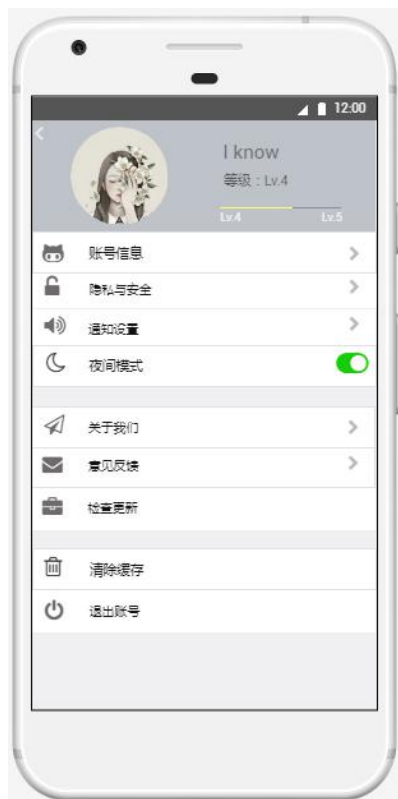 12:00
I know
等级：Lv.4
Lv.4 Lv.5
账号信息
隐私与安全
通知设置
夜间模式
关于我们
意见反馈
检查更新
清除缓存
退出账号